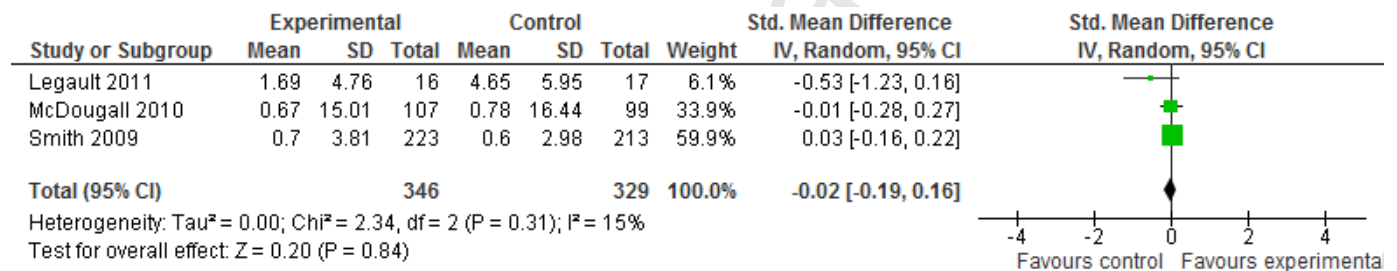 Experimental Control Std. Mean Difference Std. Mean Difference
Study or Subgroup Mean SD Total Mean SD Total Weight IV, Random, 95% CI IV, Random, 95% CI
Legault 2011 1.69 4.76 16 4.65 5.95 17 6.1% -0.53 [-1.23, 0.16]
McDougall 2010 0.67 15.01 107 0.78 16.44 99 33.9% -0.01 [-0.28, 0.27]
Smith 2009 0.7 3.81 223 0.6 2.98 213 59.9% 0.03 [-0.16, 0.22]
Total (95% CI) 346 329 100.0% -0.02 [-0.19, 0.16]
Heterogeneity: Tau² = 0.00; Chi² = 2.34, df = 2 (P = 0.31); I² = 15%
Test for overall effect: Z = 0.20 (P = 0.84)
-4 -2 0 2 4
Favours control Favours experimental